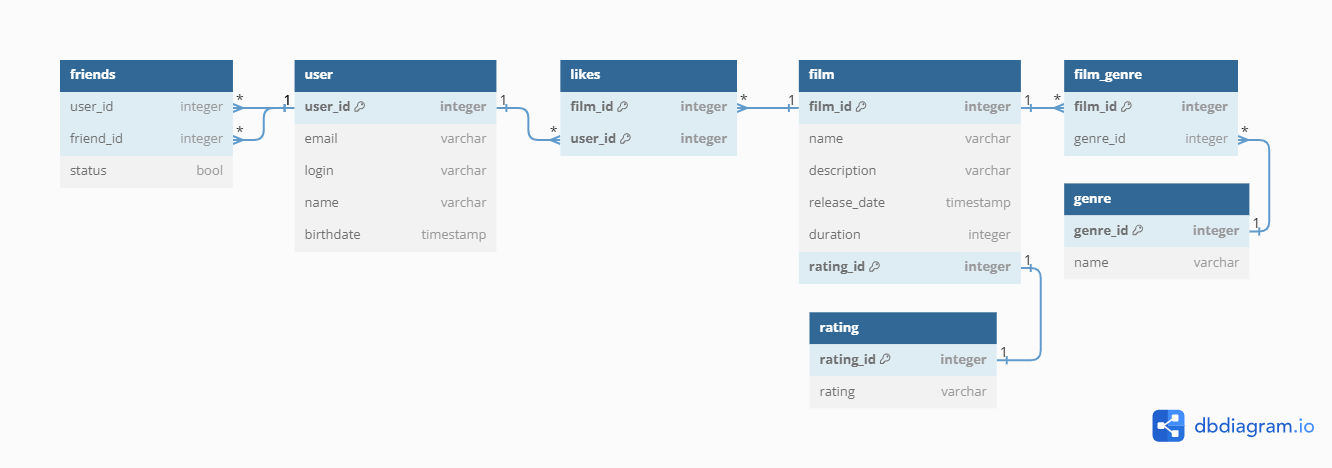 friends
user_id integer
friend_id integer
status bool
* 1
*
user
user_id integer
email varchar
login varchar
name varchar
birthdate timestamp
1 *
likes
film_id integer
user_id integer
* 1
film
film_id integer
name varchar
description varchar
release_date timestamp
duration integer
rating_id integer
1 *
1
rating
rating_id integer
rating varchar
1
film_genre
film_id integer
genre_id integer
*
genre
genre_id integer
name varchar
1
dbdiagram.io